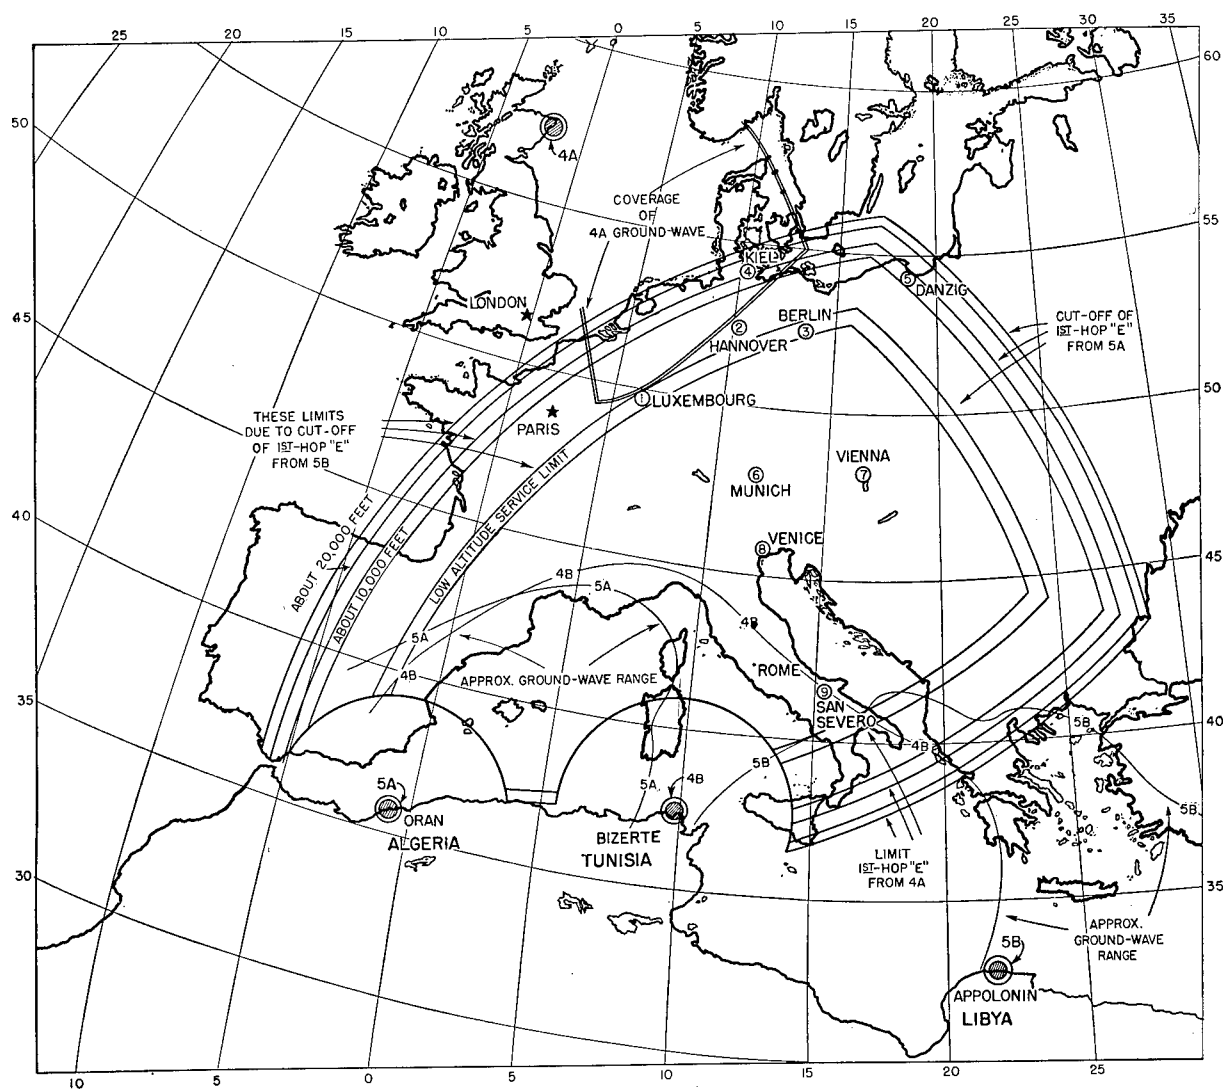 25 20 15 10 5 0 5 10 15 20 25 30 35
60
50
4A
COVERAGE
OF
4A GROUND-WAVE
55
KIEL
④
⑤
DANZIG
LONDON
BERLIN
②
③
HANNOVER
CUT-OFF OF
1ST-HOP "E"
FROM 5A
45
50
①
LUXEMBOURG
THESE LIMITS
DUE TO CUT-OFF
OF 1ST-HOP "E"
FROM 5B
PARIS
VIENNA
⑥
⑦
MUNICH
LOW ALTITUDE SERVICE LIMIT
40
ABOUT 20,000 FEET
ABOUT 10,000 FEET
VENICE
⑧
45
4B
5A
5A
4B
4B
ROME
APPROX. GROUND-WAVE RANGE
⑨
SAN
SEVERO
35
40
4B
5B
5B
5A
4B
5A
5B
ORAN
ALGERIA
BIZERTE
TUNISIA
LIMIT
1ST-HOP "E"
FROM 4A
30
35
APPROX.
GROUND-WAVE
RANGE
5B
APPOLONIN
LIBYA
10 5 0 5 10 15 20 25